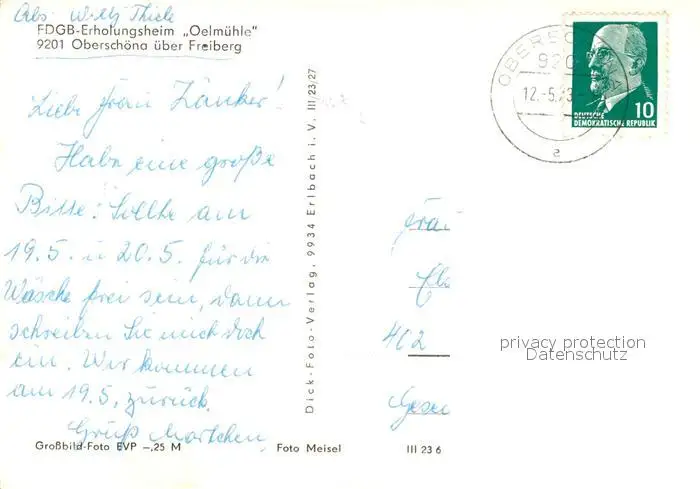 Abs. Willy Thiele
FDGB-Erholungsheim „Oelmühle"
9201 Oberschöna über Freiberg
Liebe Frau Zänker!
Habe eine große
Bitte: Sollte am
19.5. u 20.5. für die
Wäsche frei sein, dann
schreiben Sie mich doch
ein. Wir kommen
am 19.5. zurück.
Gruß
Großbild-Foto EVP -,25 M
Foto Meisel
III 23 6
Dick-Foto-Verlag, 9934 Erlbach i. V. III/23/27
12.-5.
10
DEUTSCHE
DEMOKRATISCHE REPUBLIK
402
privacy protection
Datenschutz